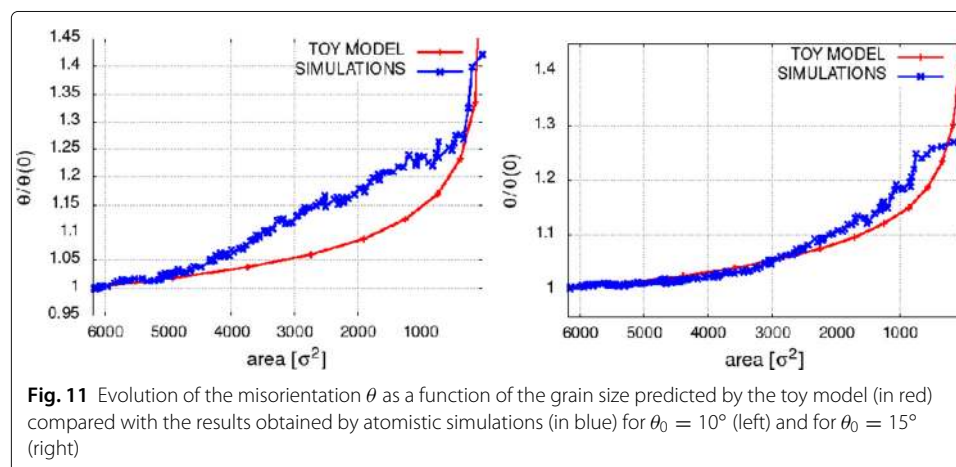 1.45
1.4
1.35
1.3
1.25
1.2
1.15
1.1
1.05
1
0.95
θ/θ(0)
TOY MODEL
SIMULATIONS
6000 5000 4000 3000 2000 1000
area [σ²]
1.4
1.3
1.2
1.1
1
θ/θ(0)
TOY MODEL
SIMULATIONS
6000 5000 4000 3000 2000 1000 0
area [σ²]
Fig. 11 Evolution of the misorientation θ as a function of the grain size predicted by the toy model (in red)
compared with the results obtained by atomistic simulations (in blue) for θ₀ = 10° (left) and for θ₀ = 15°
(right)